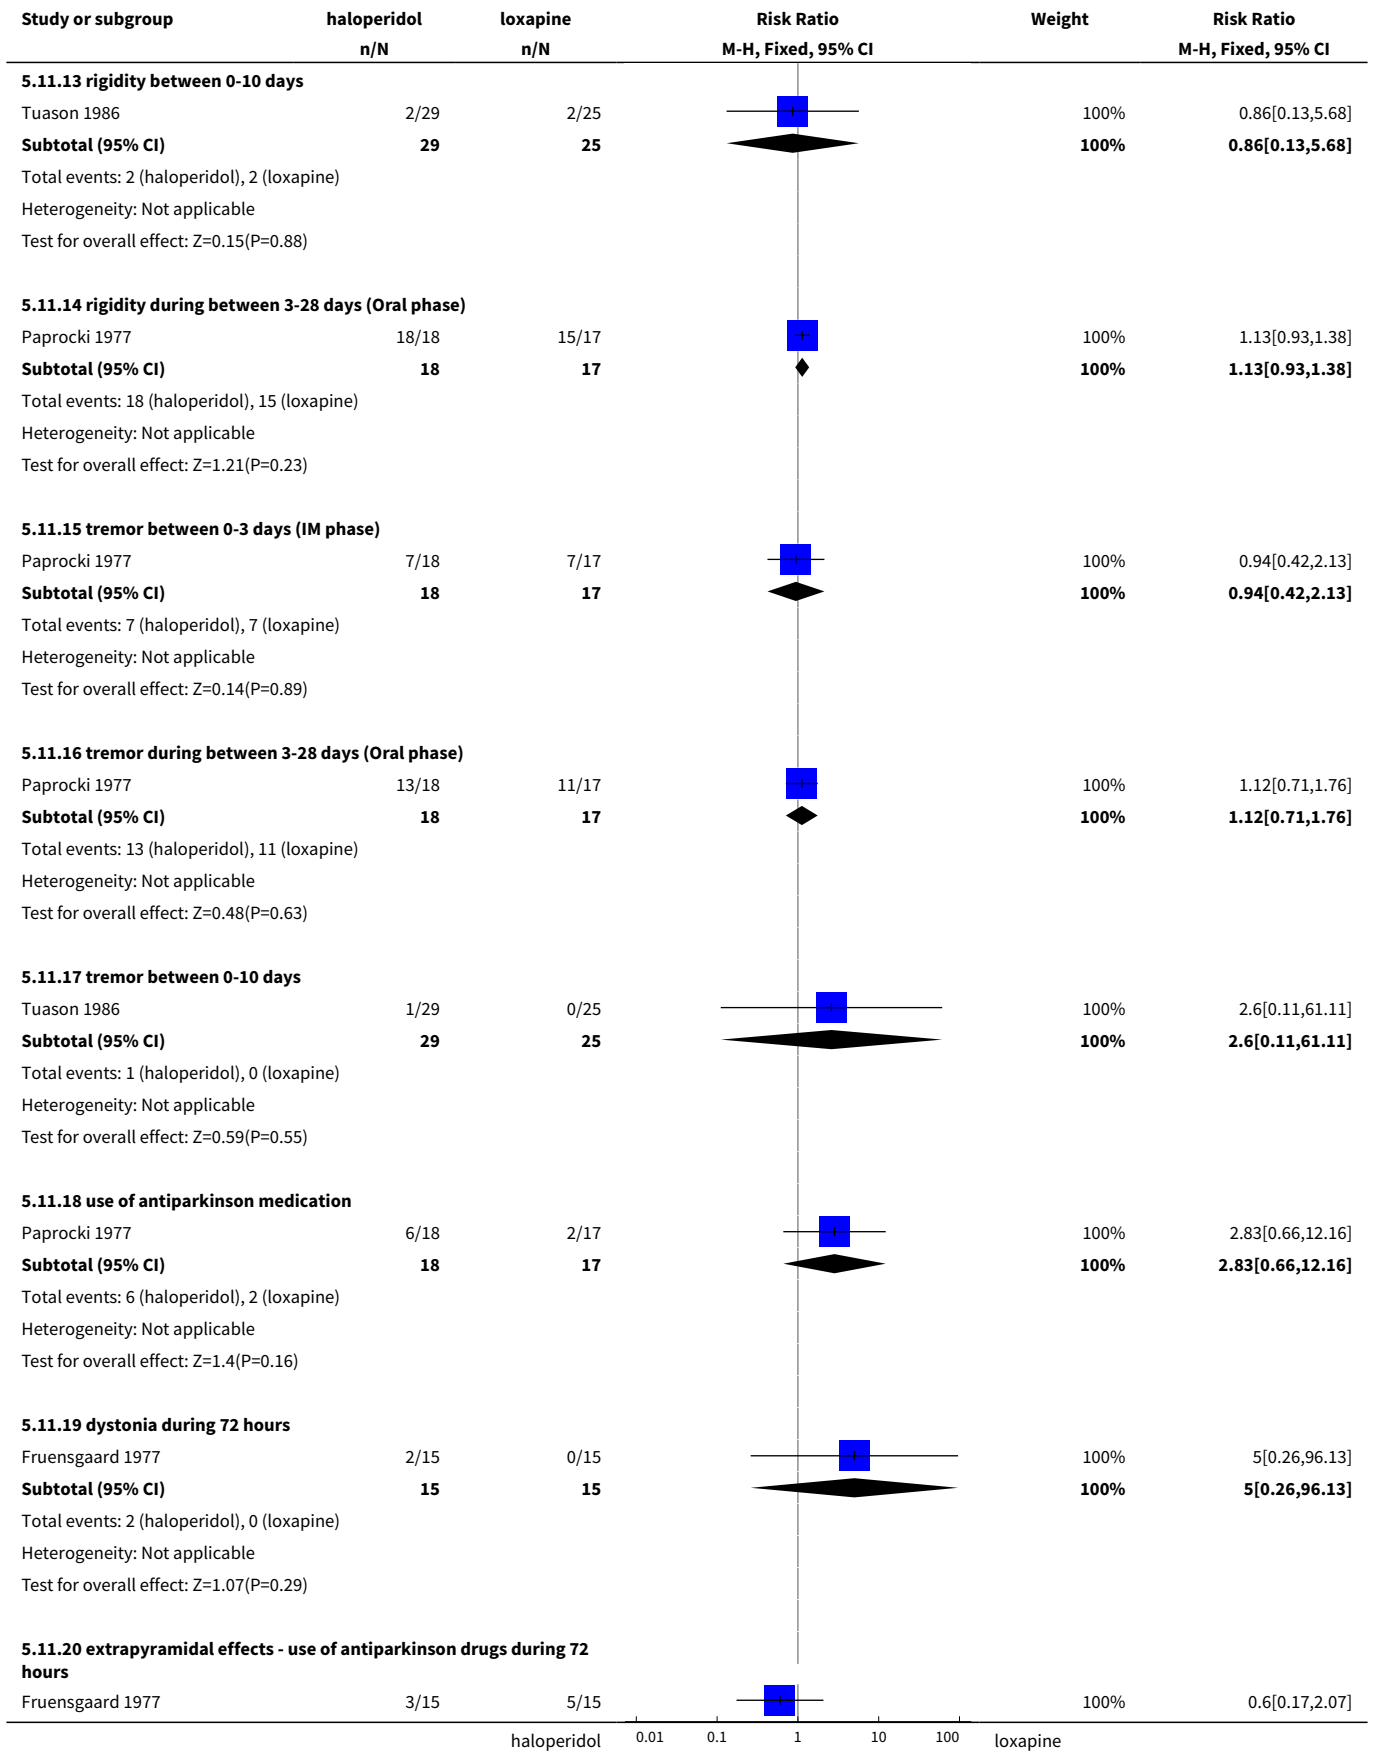 Study or subgroup haloperidol loxapine Risk Ratio Weight Risk Ratio
n/N n/N M-H, Fixed, 95% CI M-H, Fixed, 95% CI
5.11.13 rigidity between 0-10 days
Tuason 1986 2/29 2/25 100% 0.86[0.13,5.68]
Subtotal (95% CI) 29 25 100% 0.86[0.13,5.68]
Total events: 2 (haloperidol), 2 (loxapine)
Heterogeneity: Not applicable
Test for overall effect: Z=0.15(P=0.88)
5.11.14 rigidity during between 3-28 days (Oral phase)
Paprocki 1977 18/18 15/17 100% 1.13[0.93,1.38]
Subtotal (95% CI) 18 17 100% 1.13[0.93,1.38]
Total events: 18 (haloperidol), 15 (loxapine)
Heterogeneity: Not applicable
Test for overall effect: Z=1.21(P=0.23)
5.11.15 tremor between 0-3 days (IM phase)
Paprocki 1977 7/18 7/17 100% 0.94[0.42,2.13]
Subtotal (95% CI) 18 17 100% 0.94[0.42,2.13]
Total events: 7 (haloperidol), 7 (loxapine)
Heterogeneity: Not applicable
Test for overall effect: Z=0.14(P=0.89)
5.11.16 tremor during between 3-28 days (Oral phase)
Paprocki 1977 13/18 11/17 100% 1.12[0.71,1.76]
Subtotal (95% CI) 18 17 100% 1.12[0.71,1.76]
Total events: 13 (haloperidol), 11 (loxapine)
Heterogeneity: Not applicable
Test for overall effect: Z=0.48(P=0.63)
5.11.17 tremor between 0-10 days
Tuason 1986 1/29 0/25 100% 2.6[0.11,61.11]
Subtotal (95% CI) 29 25 100% 2.6[0.11,61.11]
Total events: 1 (haloperidol), 0 (loxapine)
Heterogeneity: Not applicable
Test for overall effect: Z=0.59(P=0.55)
5.11.18 use of antiparkinson medication
Paprocki 1977 6/18 2/17 100% 2.83[0.66,12.16]
Subtotal (95% CI) 18 17 100% 2.83[0.66,12.16]
Total events: 6 (haloperidol), 2 (loxapine)
Heterogeneity: Not applicable
Test for overall effect: Z=1.4(P=0.16)
5.11.19 dystonia during 72 hours
Fruensgaard 1977 2/15 0/15 100% 5[0.26,96.13]
Subtotal (95% CI) 15 15 100% 5[0.26,96.13]
Total events: 2 (haloperidol), 0 (loxapine)
Heterogeneity: Not applicable
Test for overall effect: Z=1.07(P=0.29)
5.11.20 extrapyramidal effects - use of antiparkinson drugs during 72
hours
Fruensgaard 1977 3/15 5/15 100% 0.6[0.17,2.07]
haloperidol 0.01 0.1 1 10 100 loxapine